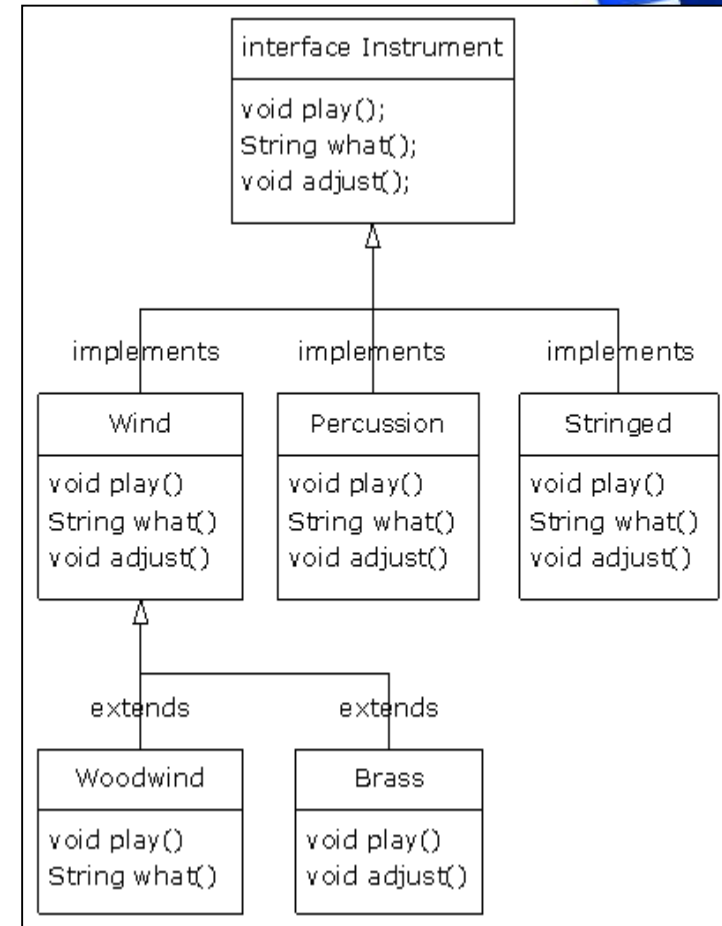 interface Instrument
void play();
String what();
void adjust();
implements
implements
implements
Wind
void play()
String what()
void adjust()
Percussion
void play()
String what()
void adjust()
Stringed
void play()
String what()
void adjust()
extends
extends
Woodwind
void play()
String what()
Brass
void play()
void adjust()